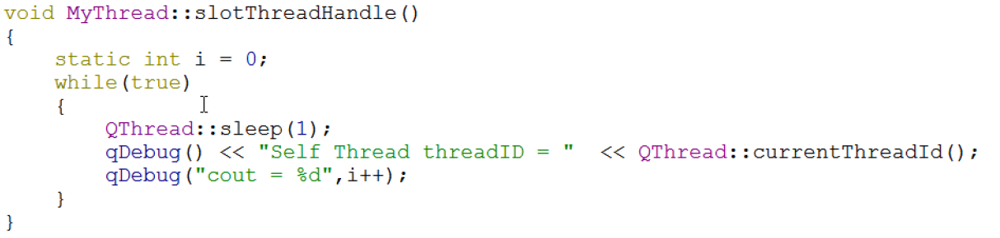 void MyThread::slotThreadHandle()
{
    static int i = 0;
    while(true)
    {
        QThread::sleep(1);
        qDebug() << "Self Thread threadID = "  << QThread::currentThreadId();
        qDebug("cout = %d",i++);
    }
}